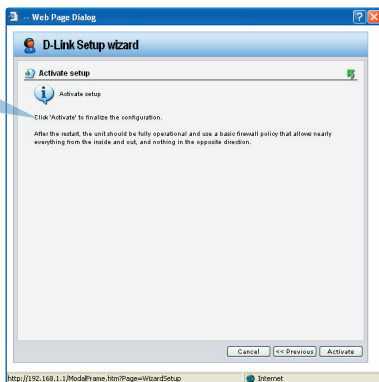 -- Web Page Dialog
D-Link Setup wizard
Activate setup
Activate setup
Click 'Activate' to finalize the configuration.
After the restart, the unit should be fully operational and use a basic firewall policy that allows nearly
everything from the inside and out, and nothing in the opposite direction.
Cancel << Previous Activate
http://192.168.1.1/ModalFrame.htm?Page=WizardSetup Internet